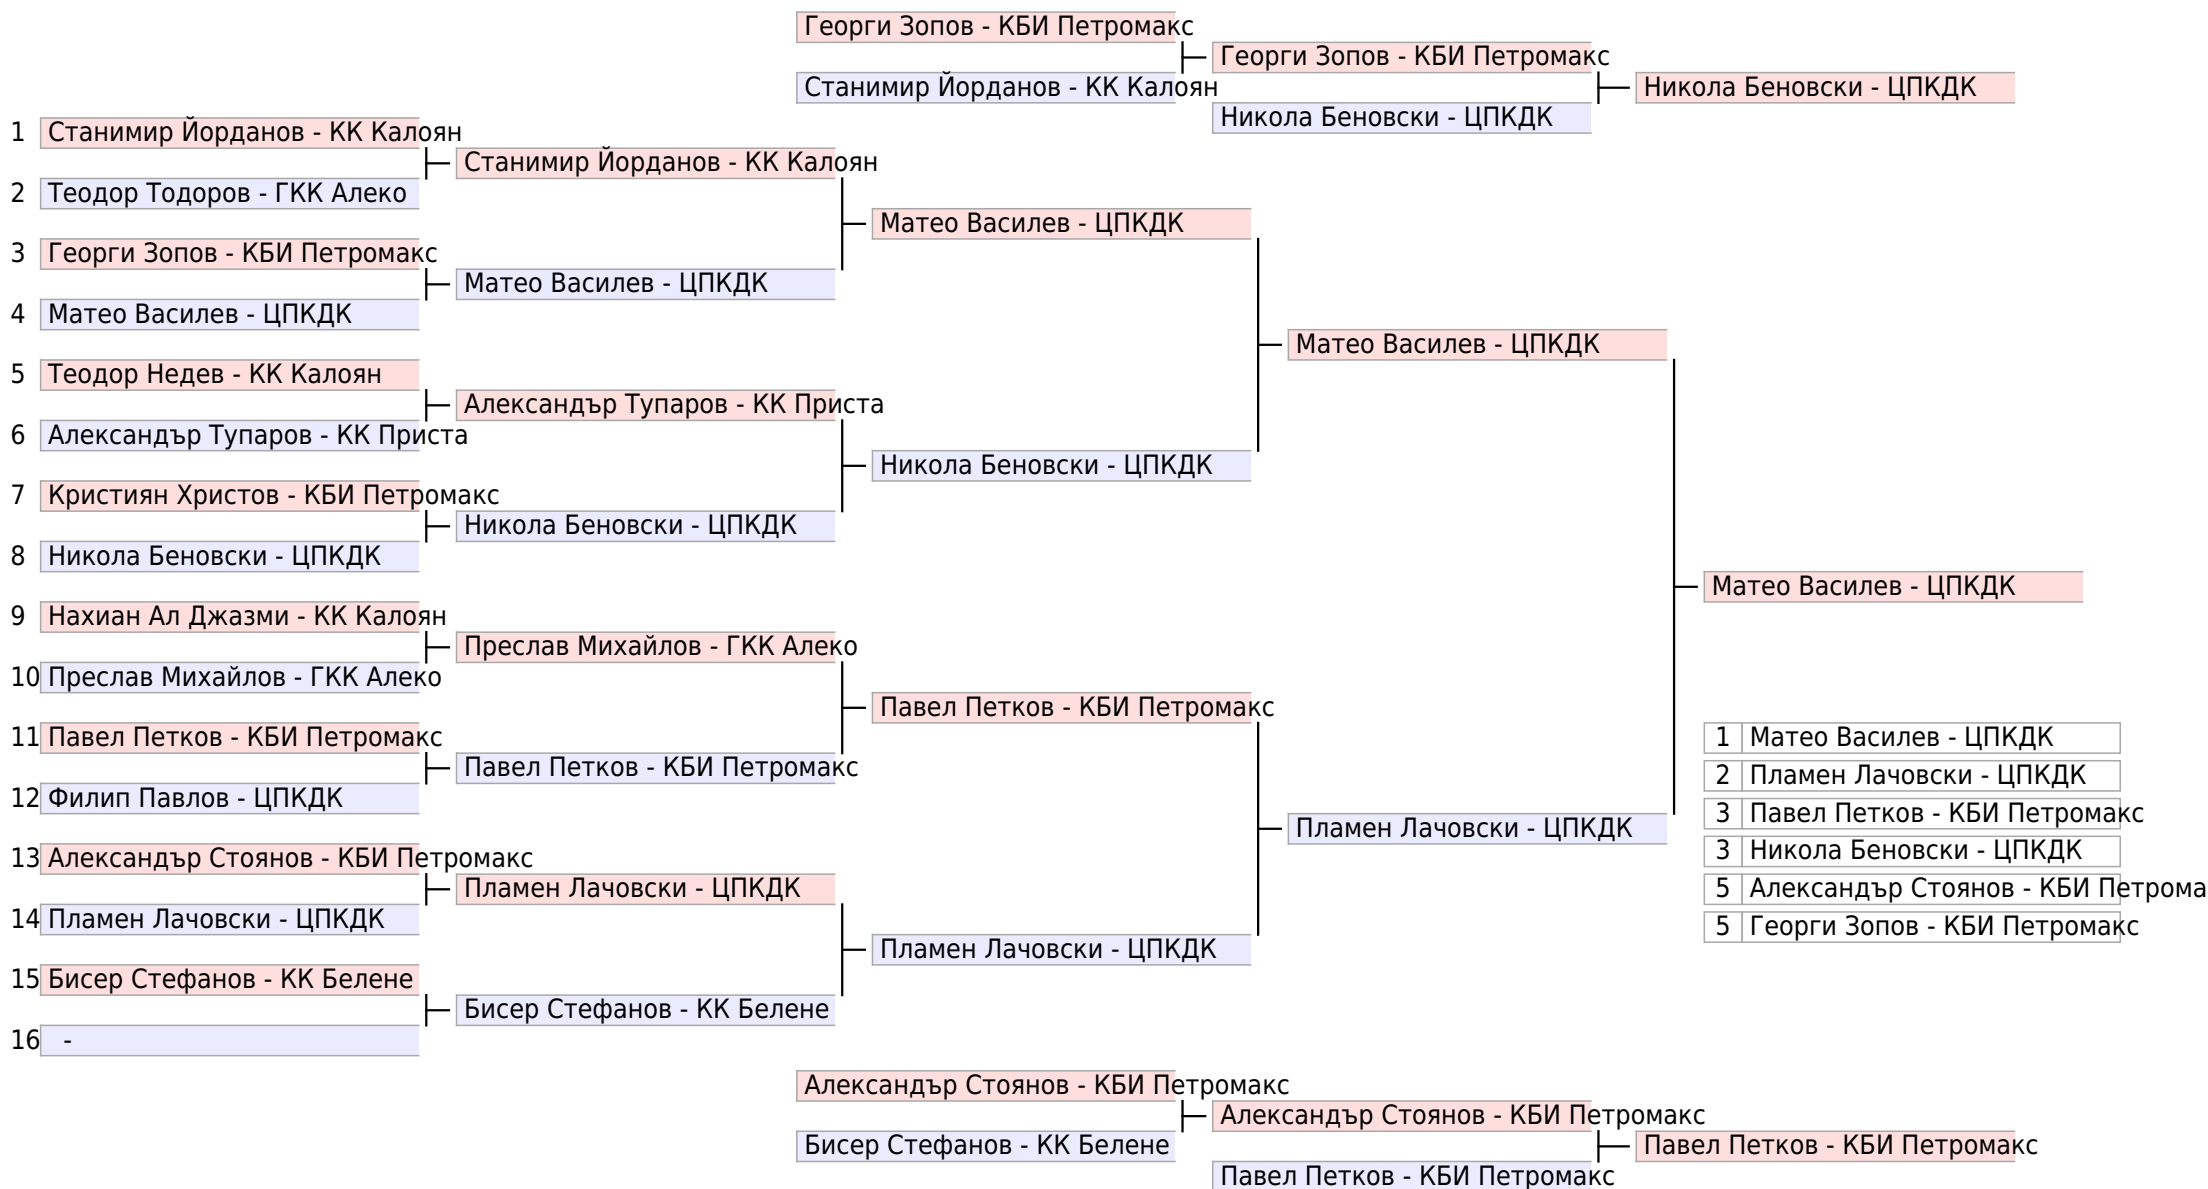 Георги Зопов - КБИ Петромакс
Георги Зопов - КБИ Петромакс
Станимир Йорданов - КК Калоян
Никола Беновски - ЦПКДК
Никола Беновски - ЦПКДК
1 Станимир Йорданов - КК Калоян
Станимир Йорданов - КК Калоян
2 Теодор Тодоров - ГКК Алеко
Матео Василев - ЦПКДК
3 Георги Зопов - КБИ Петромакс
Матео Василев - ЦПКДК
4 Матео Василев - ЦПКДК
Матео Василев - ЦПКДК
5 Теодор Недев - КК Калоян
Александър Тупаров - КК Приста
6 Александър Тупаров - КК Приста
Никола Беновски - ЦПКДК
7 Кристиян Христов - КБИ Петромакс
Никола Беновски - ЦПКДК
8 Никола Беновски - ЦПКДК
Матео Василев - ЦПКДК
9 Нахиан Ал Джазми - КК Калоян
Преслав Михайлов - ГКК Алеко
10 Преслав Михайлов - ГКК Алеко
Павел Петков - КБИ Петромакс
11 Павел Петков - КБИ Петромакс
Павел Петков - КБИ Петромакс
12 Филип Павлов - ЦПКДК
Пламен Лачовски - ЦПКДК
13 Александър Стоянов - КБИ Петромакс
Пламен Лачовски - ЦПКДК
14 Пламен Лачовски - ЦПКДК
Пламен Лачовски - ЦПКДК
15 Бисер Стефанов - КК Белене
Бисер Стефанов - КК Белене
16 -
1 Матео Василев - ЦПКДК
2 Пламен Лачовски - ЦПКДК
3 Павел Петков - КБИ Петромакс
3 Никола Беновски - ЦПКДК
5 Александър Стоянов - КБИ Петрома
5 Георги Зопов - КБИ Петромакс
Александър Стоянов - КБИ Петромакс
Александър Стоянов - КБИ Петромакс
Бисер Стефанов - КК Белене
Павел Петков - КБИ Петромакс
Павел Петков - КБИ Петромакс